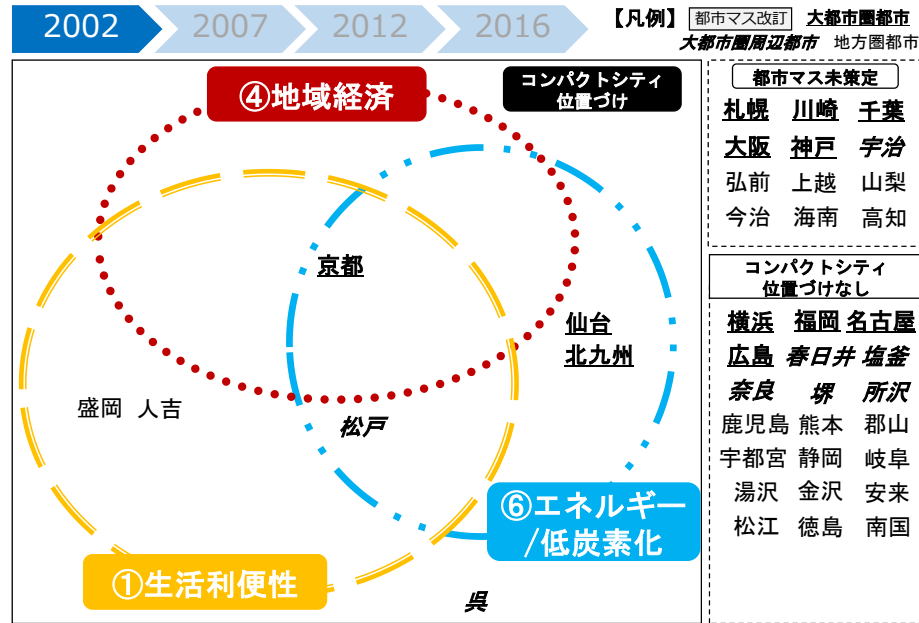 2002 2007 2012 2016
【凡例】 都市マス改訂 大都市圏都市
大都市圏周辺都市 地方圏都市
④地域経済
コンパクトシティ
位置づけ
京都
仙台
北九州
盛岡 人吉
松戸
⑥エネルギー
/低炭素化
①生活利便性
呉
都市マス未策定
札幌 川崎 千葉
大阪 神戸 宇治
弘前 上越 山梨
今治 海南 高知
コンパクトシティ
位置づけなし
横浜 福岡 名古屋
広島 春日井 塩釜
奈良 堺 所沢
鹿児島 熊本 郡山
宇都宮 静岡 岐阜
湯沢 金沢 安来
松江 徳島 南国